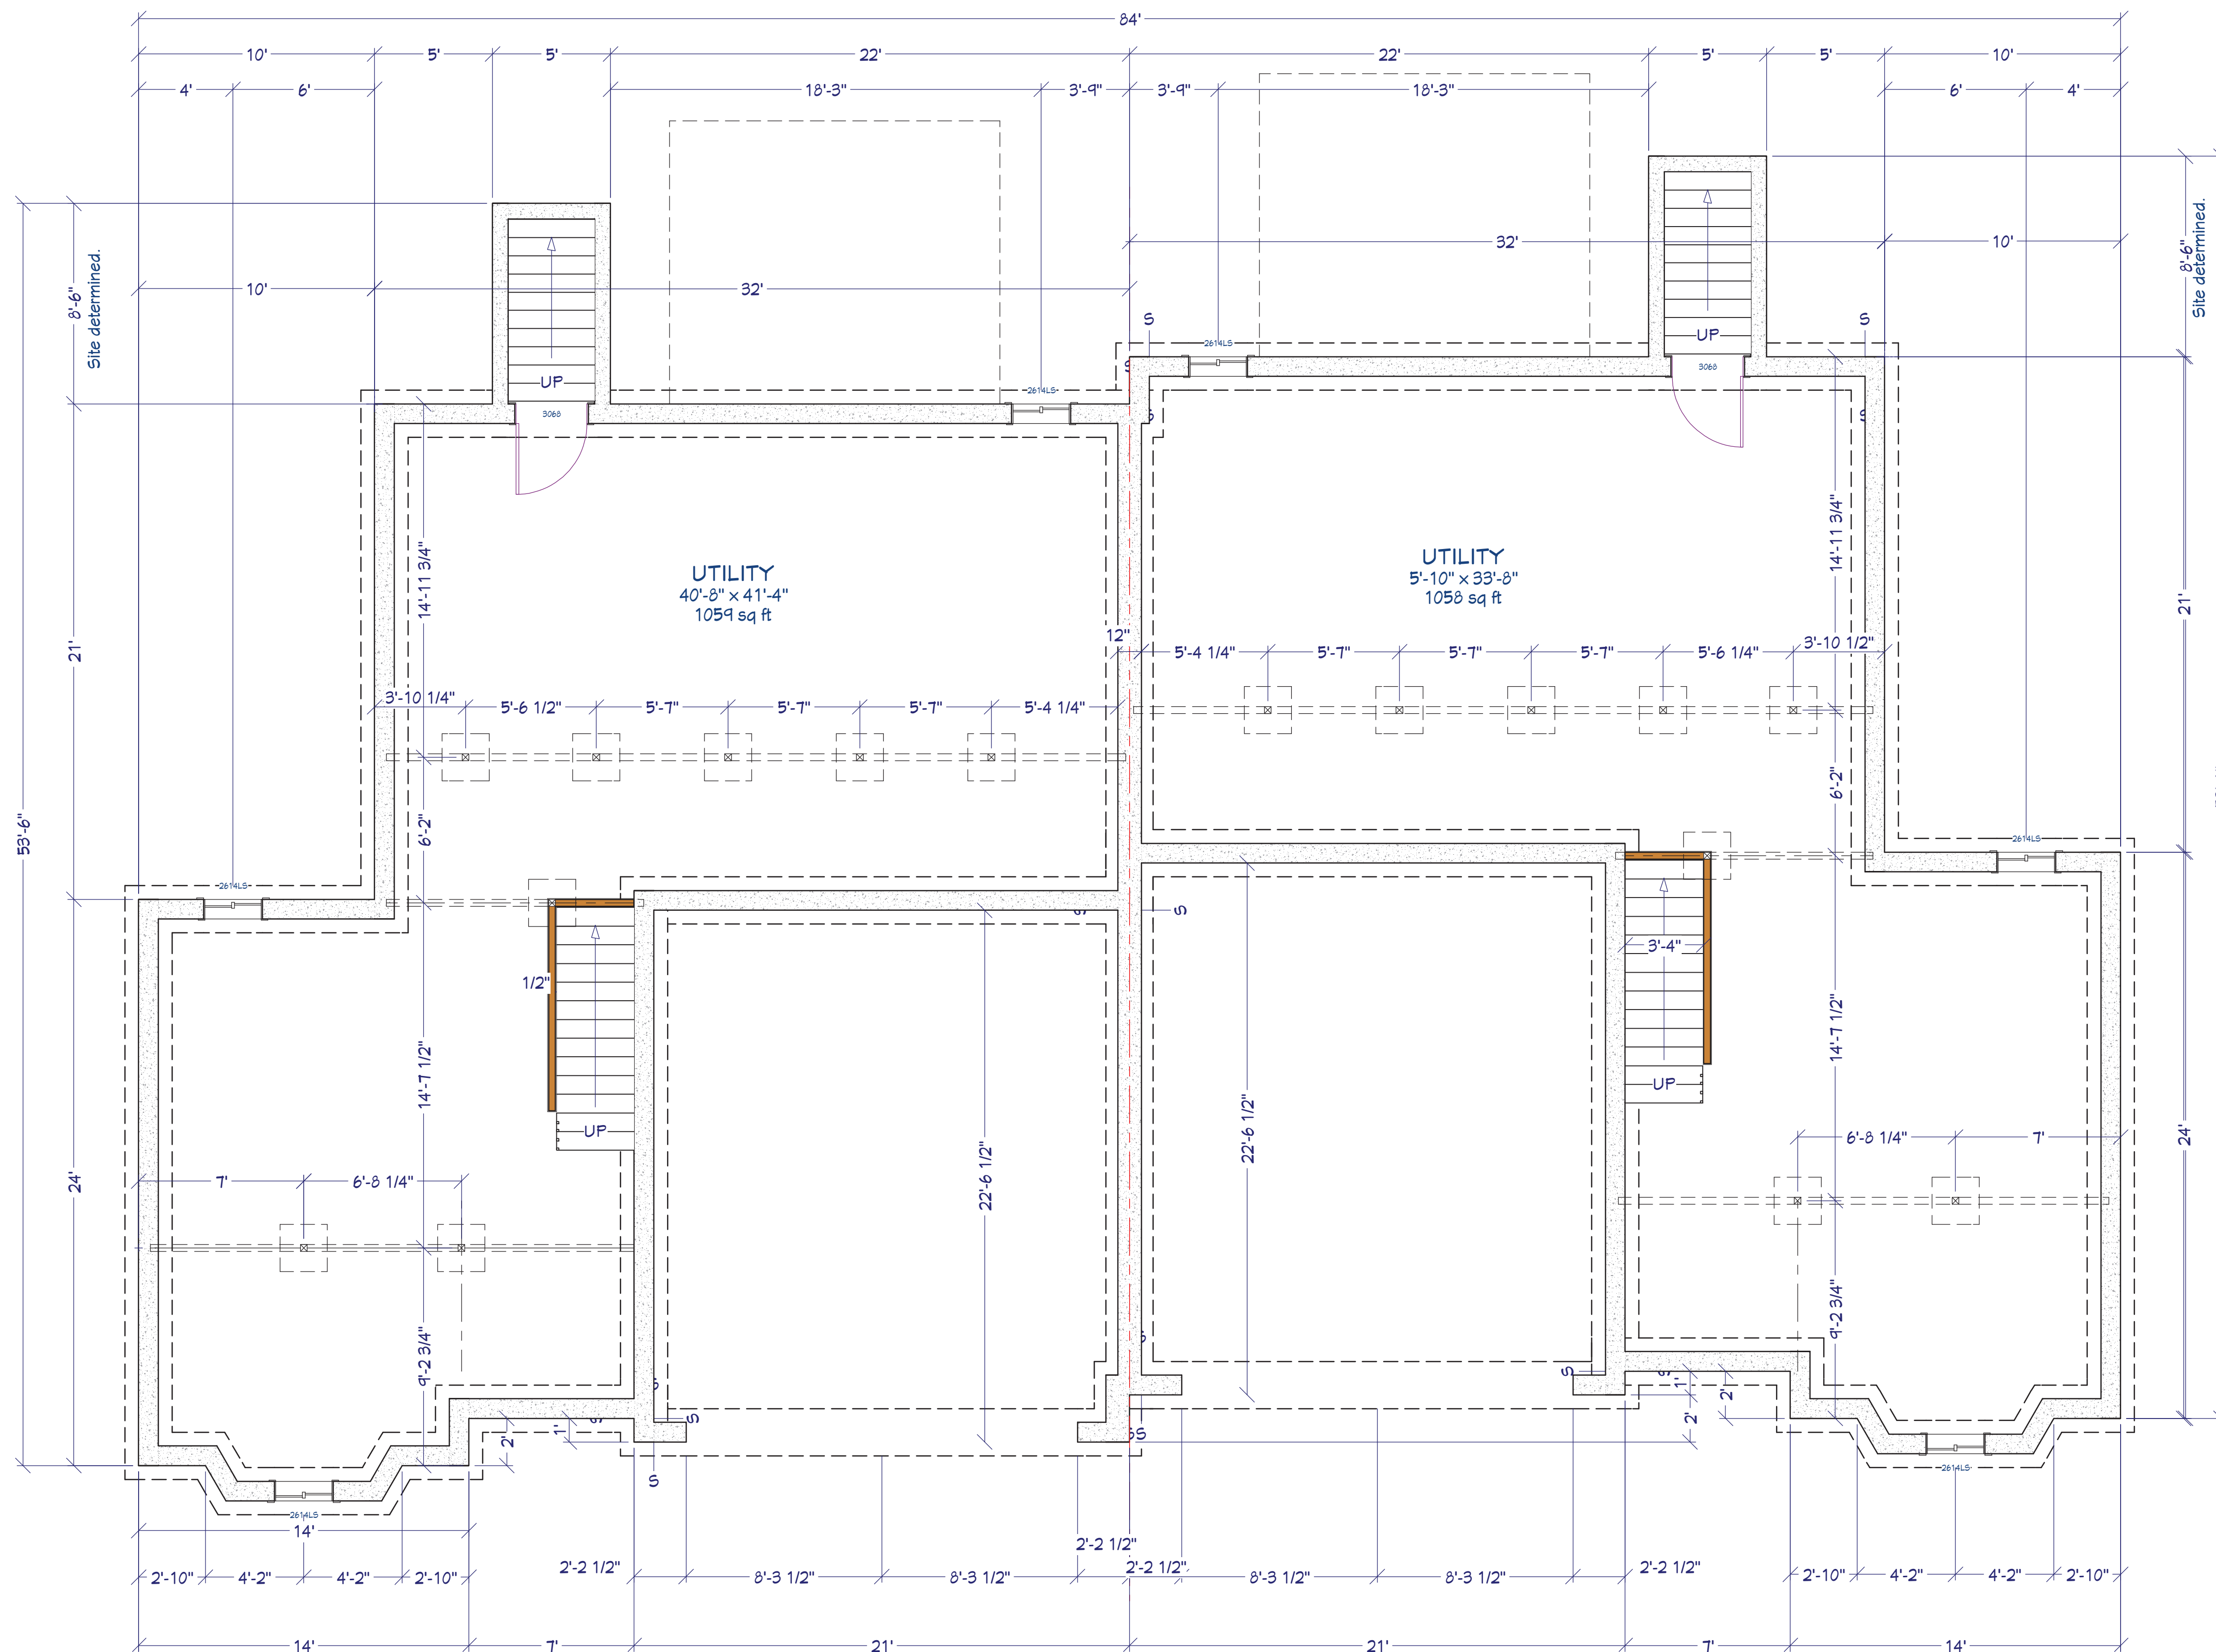 84'
10' 5' 5' 22' 22' 5' 5' 10'
4' 6' 18'-3" 3'-9" 3'-9" 18'-3" 6' 4'
8'-6"
Site determined.
8'-6"
Site determined.
32' 10'
10' 32'
S S
UP
2614LS
3068
S
UP
2614LS
3068
S S
14'-11 3/4"
14'-11 3/4"
UTILITY
40'-8" x 41'-4"
1059 sq ft
UTILITY
5'-10" x 33'-8"
1058 sq ft
21'
21'
12"
5'-4 1/4" 5'-7" 5'-7" 5'-7" 5'-6 1/4" 3'-10 1/2"
3'-10 1/4" 5'-6 1/2" 5'-7" 5'-7" 5'-7" 5'-4 1/4"
6'-2"
6'-2"
53'-6"
2614LS
2614LS
S S
3'-4"
1/2"
14'-7 1/2"
14'-7 1/2"
UP
UP
22'-6 1/2"
22'-6 1/2"
24'
24'
7' 6'-8 1/4"
6'-8 1/4" 7'
9'-2 3/4"
9'-2 3/4"
S
S S
1'
2'
2'
S
S S
1'
2'
S S
S
2614LS
2614LS
14'
2'-10" 4'-2" 4'-2" 2'-10" 2'-2 1/2" 8'-3 1/2" 8'-3 1/2" 2'-2 1/2" 2'-2 1/2" 8'-3 1/2" 8'-3 1/2" 2'-2 1/2" 2'-10" 4'-2" 4'-2" 2'-10"
14' 7' 21' 21' 7' 14'